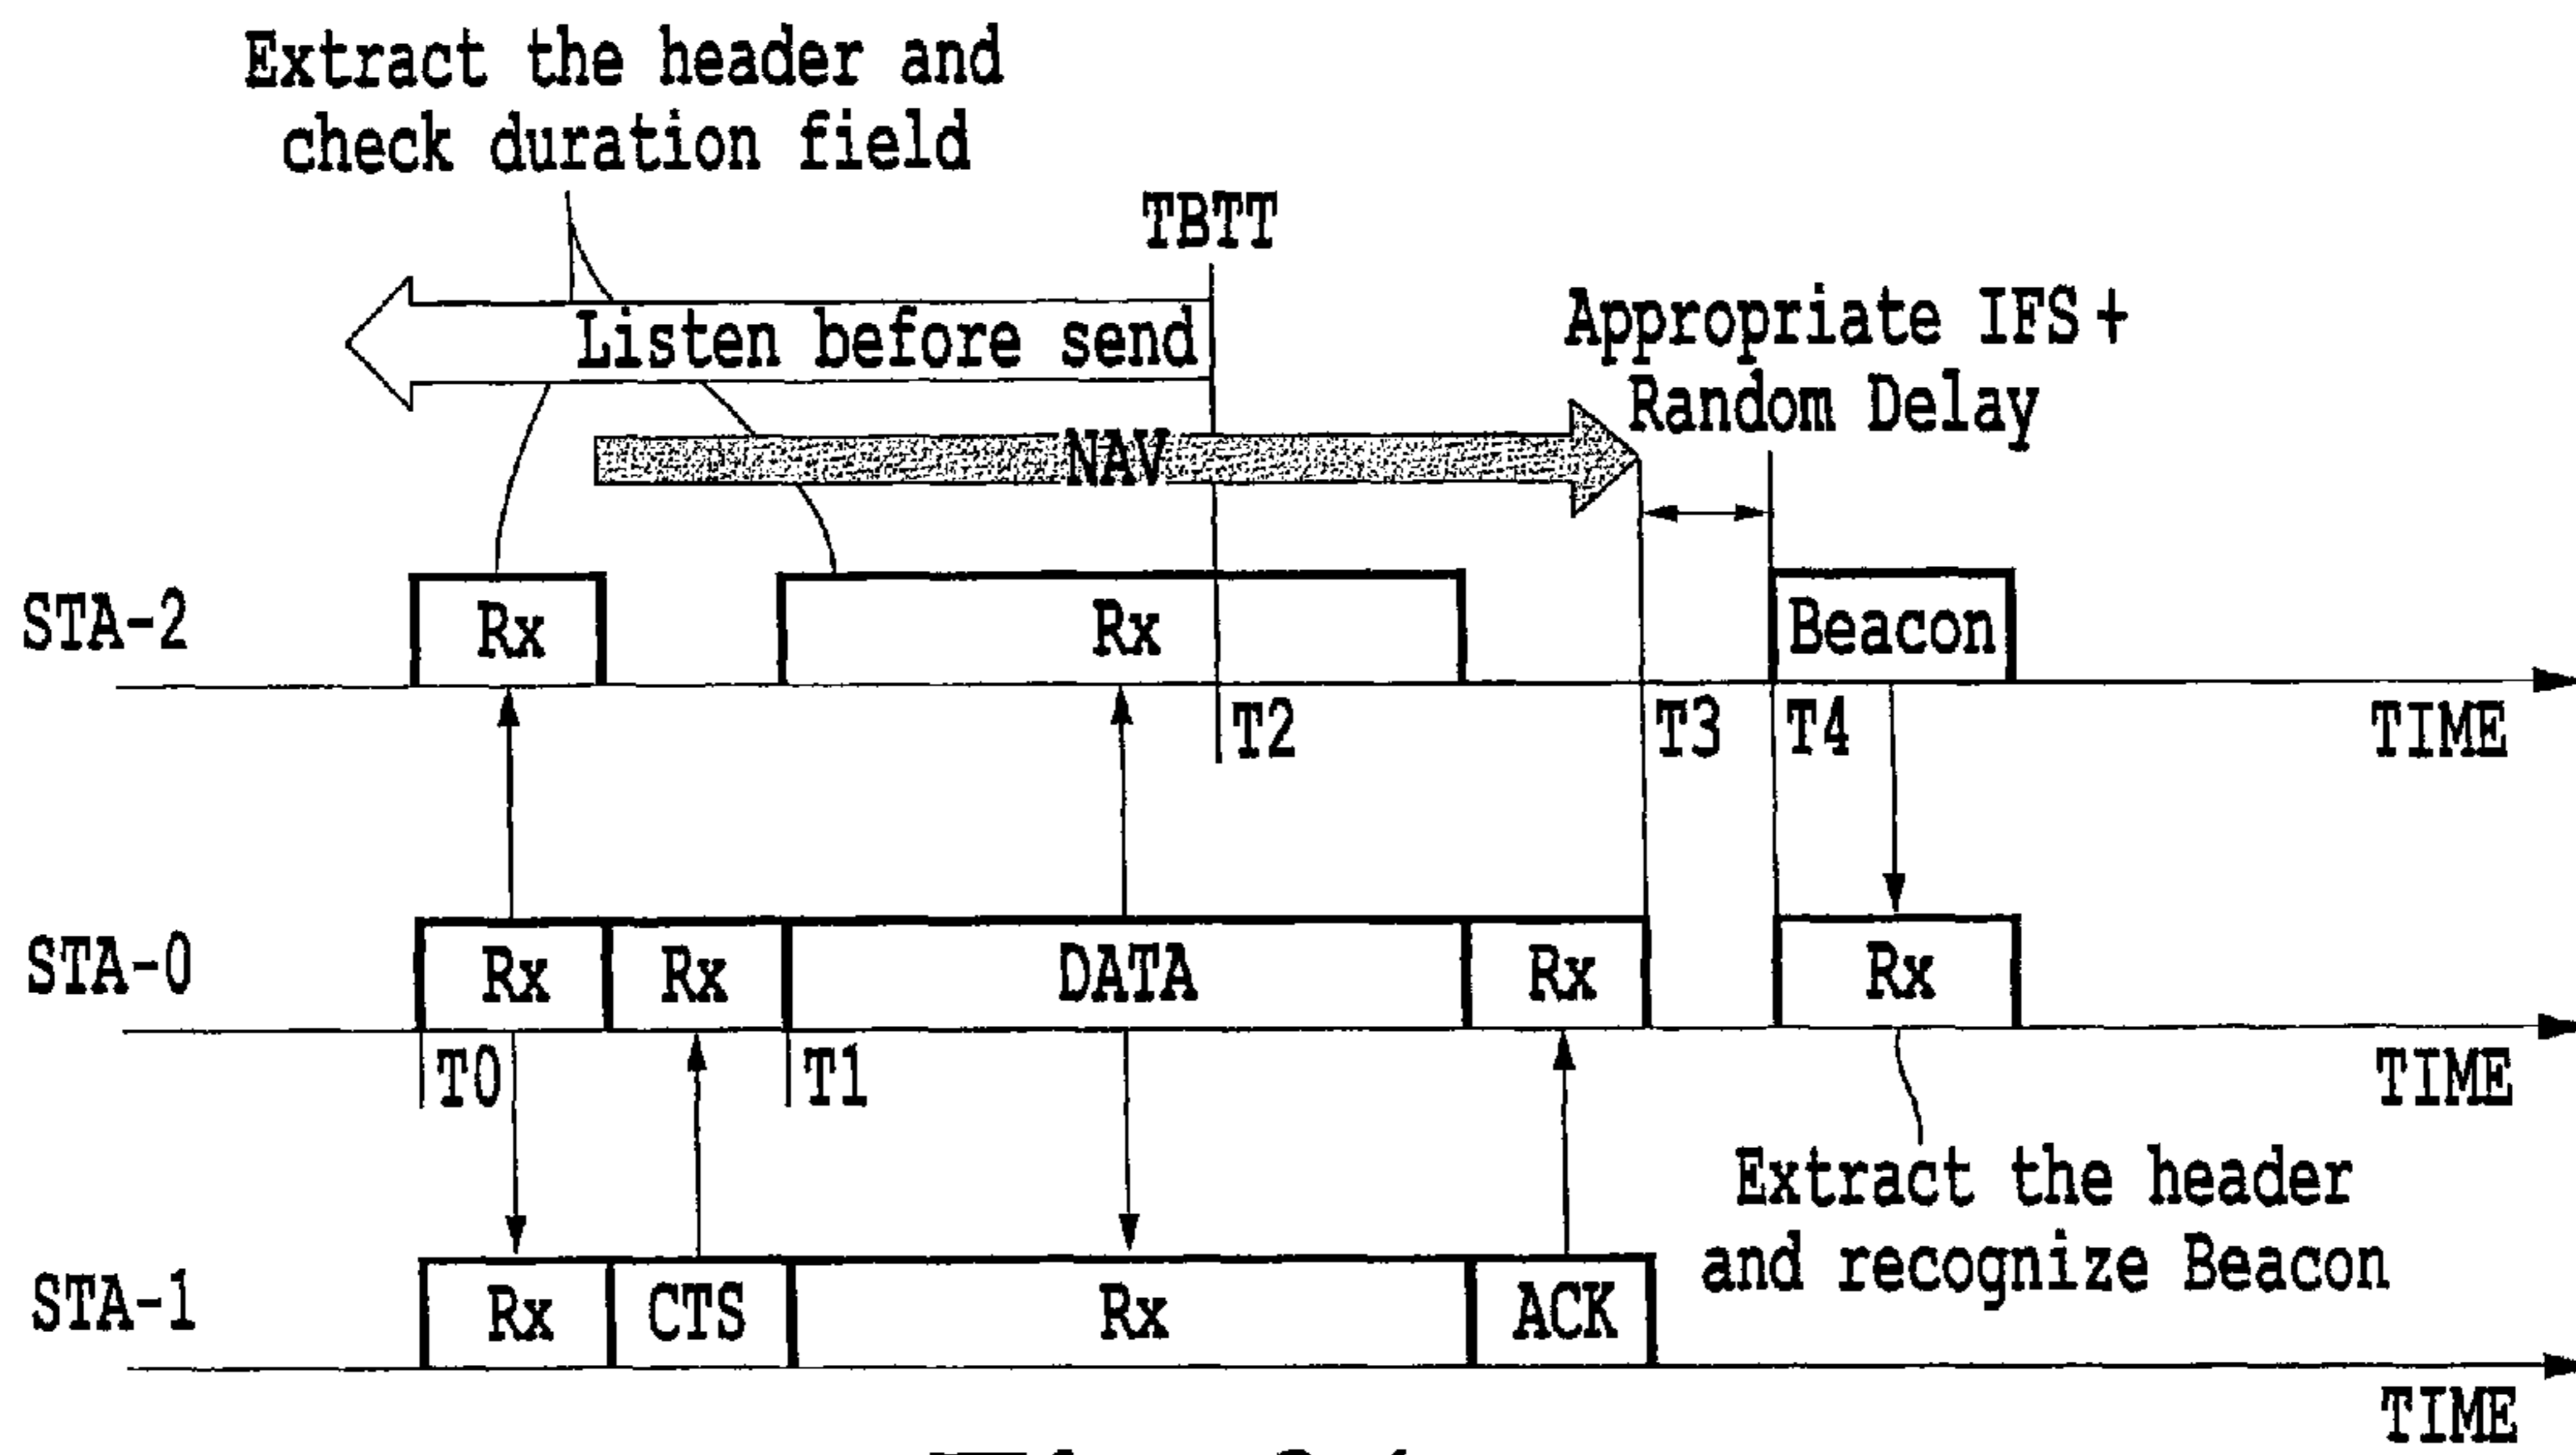 Extract the header and
check duration field
TBTT
Listen before send
Appropriate IFS+
Random Delay
NAV
STA-2
Rx
Rx
Beacon
T2
T3
T4
TIME
STA-0
Rx
Rx
DATA
Rx
Rx
T0
T1
TIME
Extract the header
and recognize Beacon
STA-1
Rx
CTS
Rx
ACK
TIME